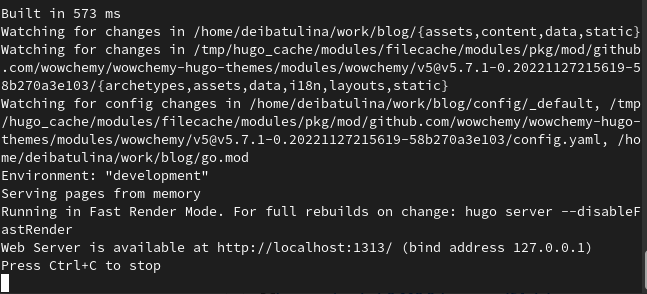 Built in 573 ms
Watching for changes in /home/deibatulina/work/blog/{assets,content,data,static}
Watching for changes in /tmp/hugo_cache/modules/filecache/modules/pkg/mod/github
.com/wowchemy/wowchemy-hugo-themes/modules/wowchemy/v5@v5.7.1-0.20221127215619-5
8b270a3e103/{archetypes,assets,data,i18n,layouts,static}
Watching for config changes in /home/deibatulina/work/blog/config/_default, /tmp
/hugo_cache/modules/filecache/modules/pkg/mod/github.com/wowchemy/wowchemy-hugo-
themes/modules/wowchemy/v5@v5.7.1-0.20221127215619-58b270a3e103/config.yaml, /ho
me/deibatulina/work/blog/go.mod
Environment: "development"
Serving pages from memory
Running in Fast Render Mode. For full rebuilds on change: hugo server --disableF
astRender
Web Server is available at http://localhost:1313/ (bind address 127.0.0.1)
Press Ctrl+C to stop